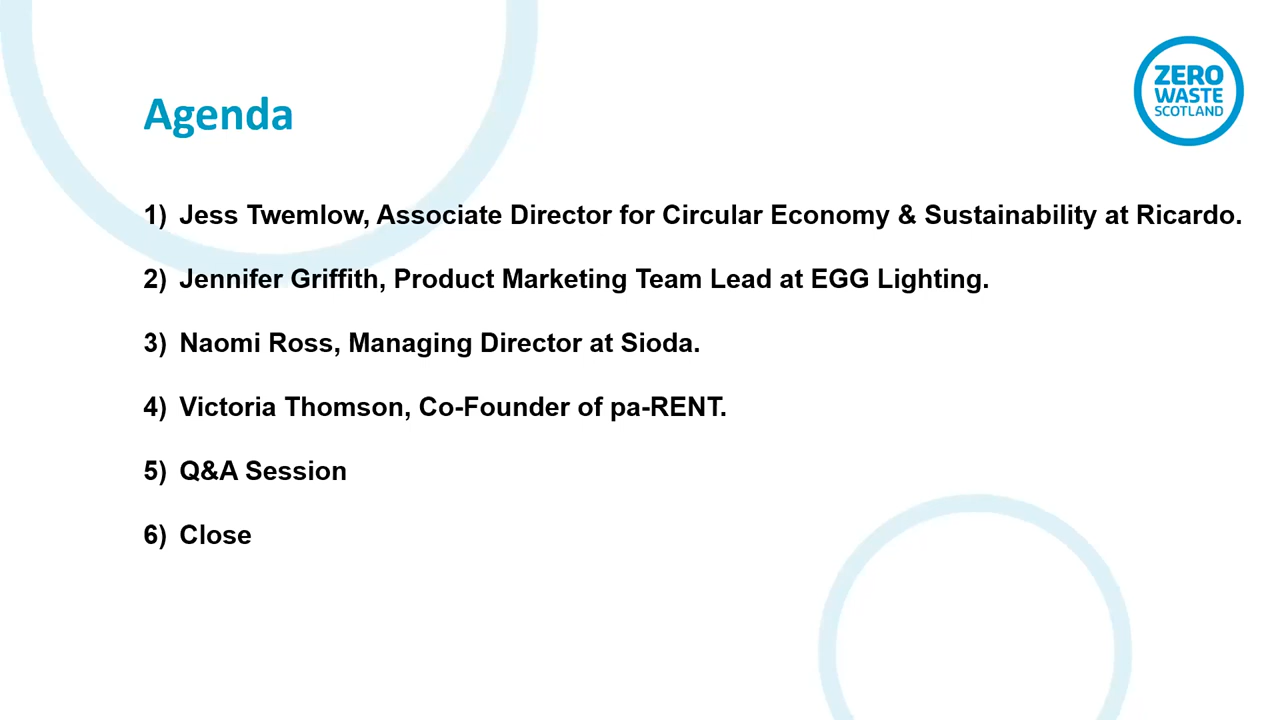 ZERO
WASTE
SCOTLAND
Agenda
1) Jess Twemlow, Associate Director for Circular Economy & Sustainability at Ricardo.
2) Jennifer Griffith, Product Marketing Team Lead at EGG Lighting.
3) Naomi Ross, Managing Director at Sioda.
4) Victoria Thomson, Co-Founder of pa-RENT.
5) Q&A Session
6) Close